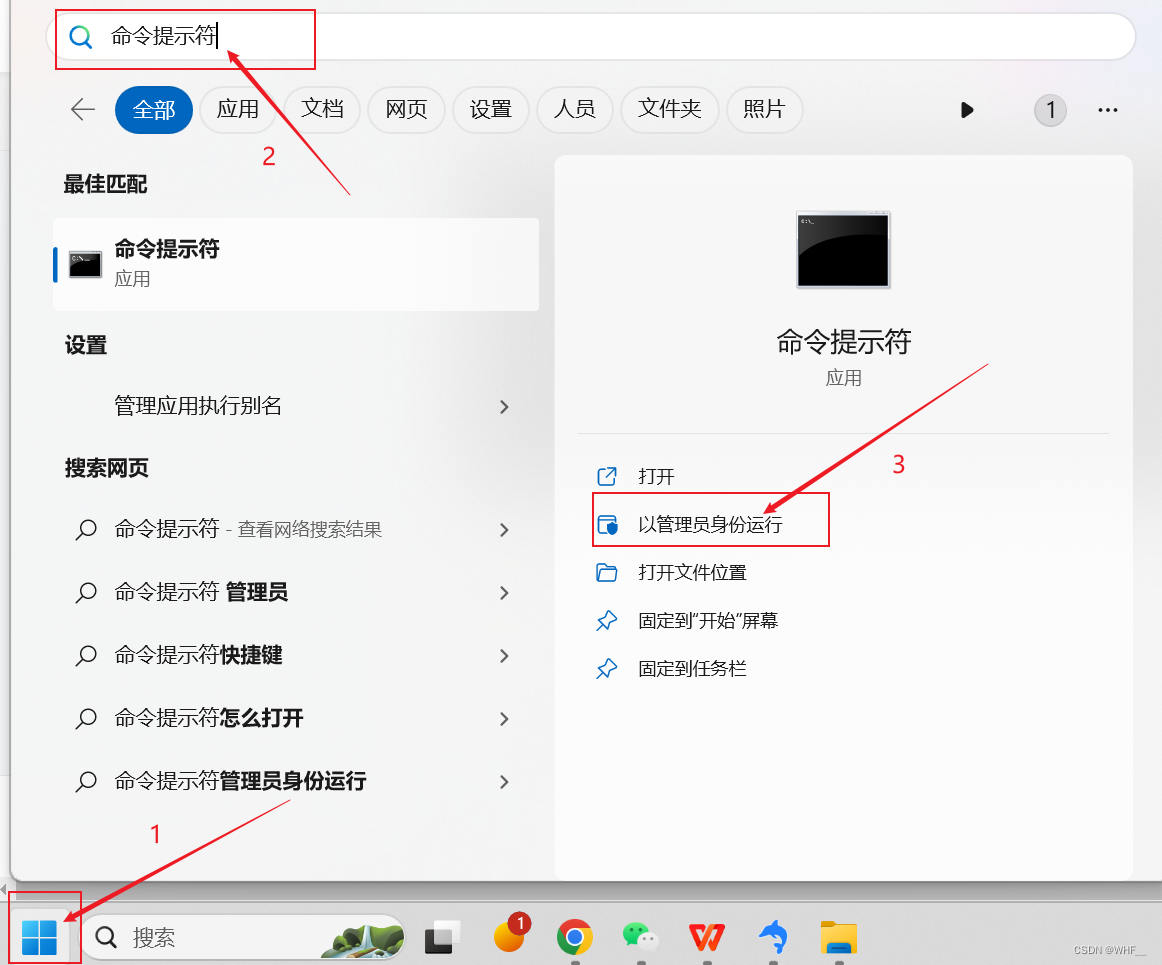 命令提示符
全部 应用 文档 网页 设置 人员 文件夹 照片 1
2
最佳匹配
命令提示符
应用
设置
管理应用执行别名
搜索网页
命令提示符 - 查看网络搜索结果
命令提示符 管理员
命令提示符快捷键
命令提示符怎么打开
命令提示符管理员身份运行
C:\_
命令提示符
应用
3
打开
以管理员身份运行
打开文件位置
固定到“开始”屏幕
固定到任务栏
1
搜索
1
CSDN @WHF__